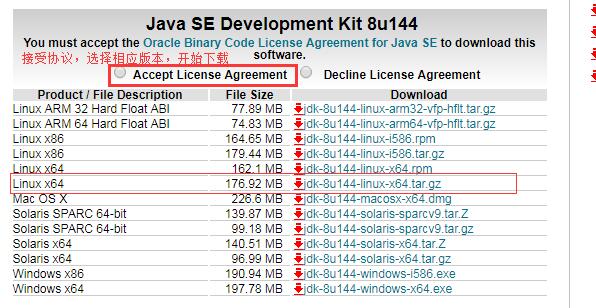 Java SE Development Kit 8u144
You must accept the Oracle Binary Code License Agreement for Java SE to download this
接受协议，选择相应版本，开始下载 software.
Accept License Agreement Decline License Agreement
Product / File Description File Size Download
Linux ARM 32 Hard Float ABI 77.89 MB jdk-8u144-linux-arm32-vfp-hflt.tar.gz
Linux ARM 64 Hard Float ABI 74.83 MB jdk-8u144-linux-arm64-vfp-hflt.tar.gz
Linux x86 164.65 MB jdk-8u144-linux-i586.rpm
Linux x86 179.44 MB jdk-8u144-linux-i586.tar.gz
Linux x64 162.1 MB jdk-8u144-linux-x64.rpm
Linux x64 176.92 MB jdk-8u144-linux-x64.tar.gz
Mac OS X 226.6 MB jdk-8u144-macosx-x64.dmg
Solaris SPARC 64-bit 139.87 MB jdk-8u144-solaris-sparcv9.tar.Z
Solaris SPARC 64-bit 99.18 MB jdk-8u144-solaris-sparcv9.tar.gz
Solaris x64 140.51 MB jdk-8u144-solaris-x64.tar.Z
Solaris x64 96.99 MB jdk-8u144-solaris-x64.tar.gz
Windows x86 190.94 MB jdk-8u144-windows-i586.exe
Windows x64 197.78 MB jdk-8u144-windows-x64.exe